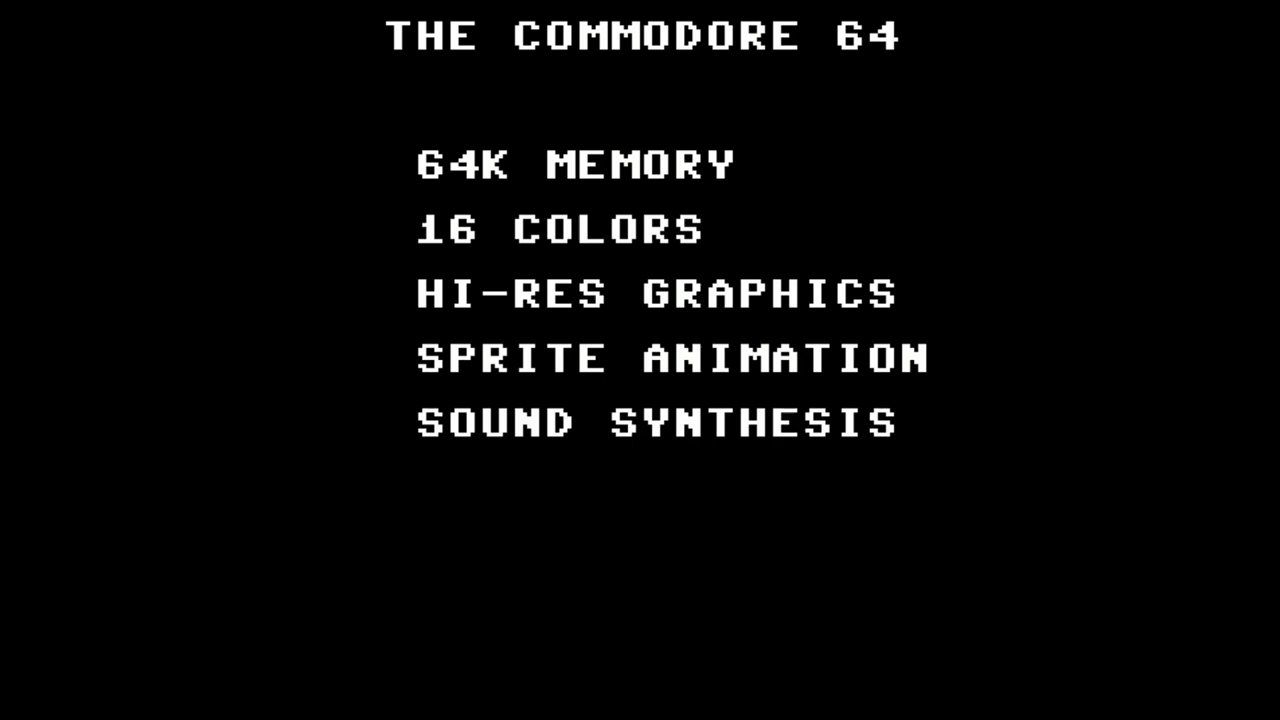 THE COMMODORE 64
64K MEMORY
16 COLORS
HI-RES GRAPHICS
SPRITE ANIMATION
SOUND SYNTHESIS